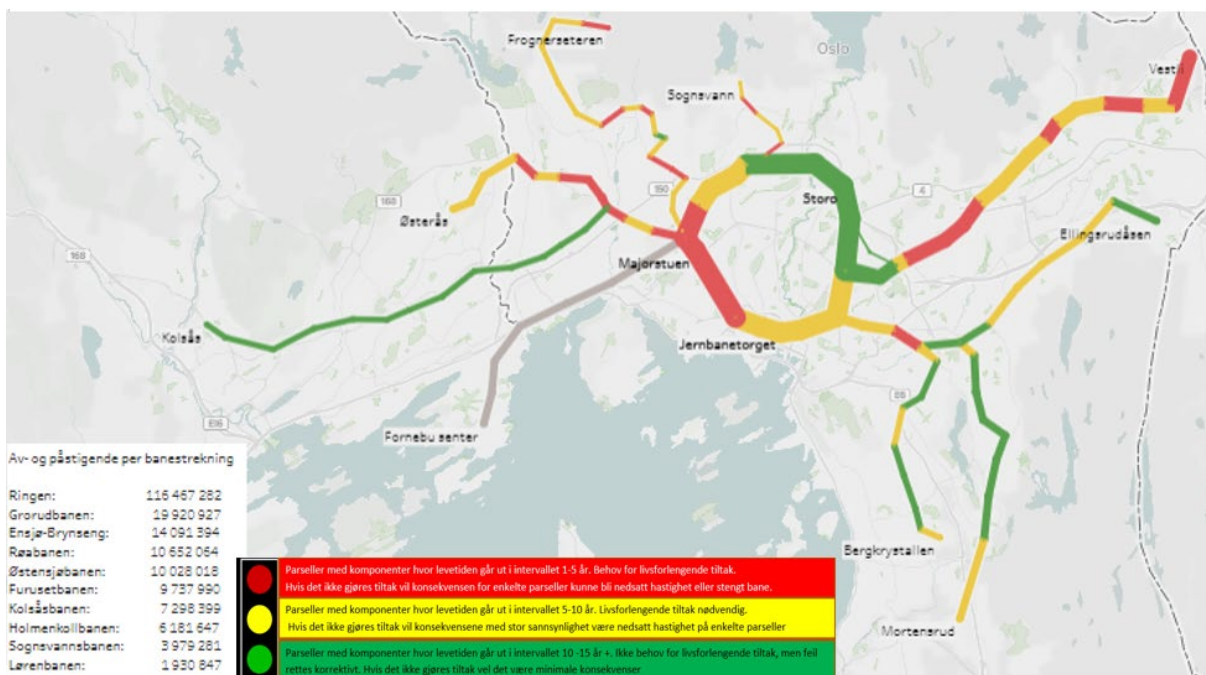 Frognerseteren
Oslo
Vestli
Sognsvann
168
150
4
Storo
Østerås
Ellingsrudåsen
168
Majorstuen
Kolsås
Jernbanetorget
E16
Fornebu senter
Bergkrystallen
Mortensrud
Av- og påstigende per banestrekning
Ringen: 116 467 282
Grorudbanen: 19 920 927
Ensjø-Brynseng: 14 091 394
Røabanen: 10 652 064
Østensjøbanen: 10 028 018
Furusetbanen: 9 737 990
Kolsåsbanen: 7 298 399
Holmenkollbanen: 6 181 647
Sognsvannsbanen: 3 979 281
Lørenbanen: 1 930 847
Parseller med komponenter hvor levetiden går ut i intervallet 1-5 år. Behov for livsforlengende tiltak.
Hvis det ikke gjøres tiltak vil konsekvensen for enkelte parseller kunne bli nedsatt hastighet eller stengt bane.
Parseller med komponenter hvor levetiden går ut i intervallet 5-10 år. Livsforlengende tiltak nødvendig.
Hvis det ikke gjøres tiltak vil konsekvensene med stor sannsynlighet være nedsatt hastighet på enkelte parseller
Parseller med komponenter hvor levetiden går ut i intervallet 10 -15 år +. Ikke behov for livsforlengende tiltak, men feil
rettes korrektivt. Hvis det ikke gjøres tiltak vel det være minimale konsekvenser